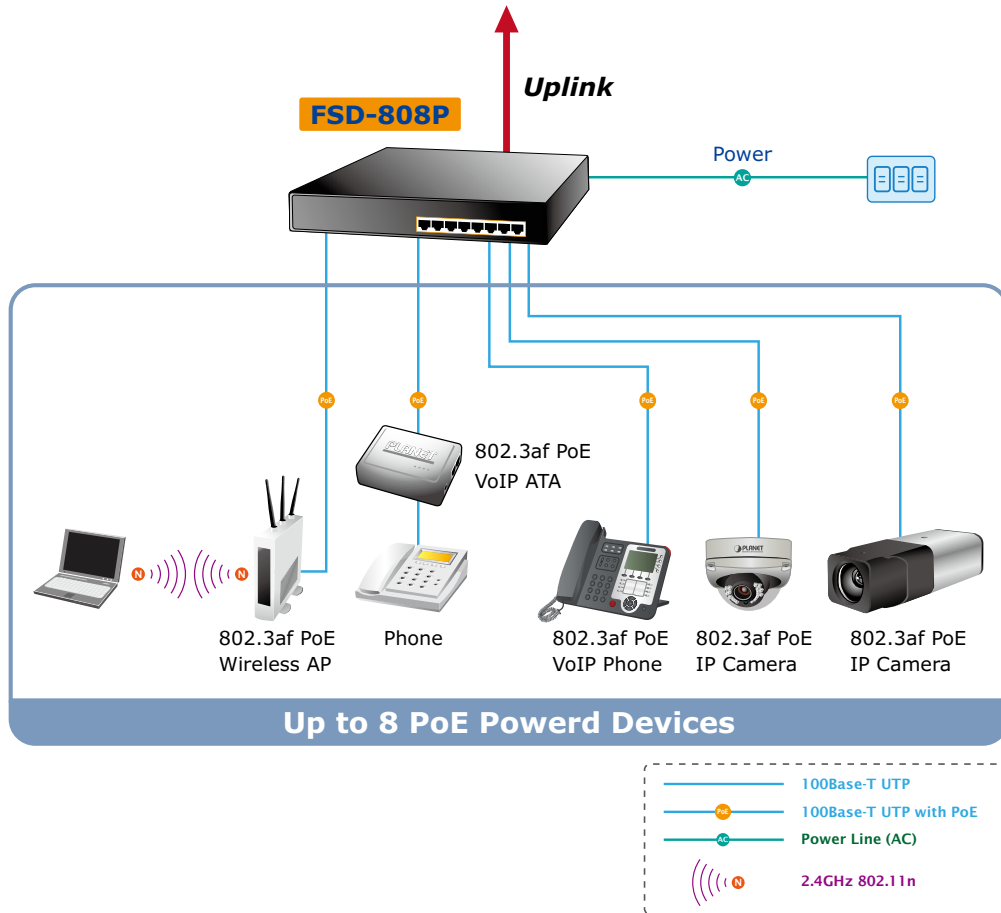 Uplink
FSD-808P
Power
AC
PoE
PoE
PoE
PoE
PoE
PLANET
802.3af PoE
VoIP ATA
PLANET
N
N
802.3af PoE
Wireless AP
Phone
802.3af PoE
VoIP Phone
802.3af PoE
IP Camera
802.3af PoE
IP Camera
Up to 8 PoE Powerd Devices
100Base-T UTP
PoE
100Base-T UTP with PoE
AC
Power Line (AC)
N
2.4GHz 802.11n